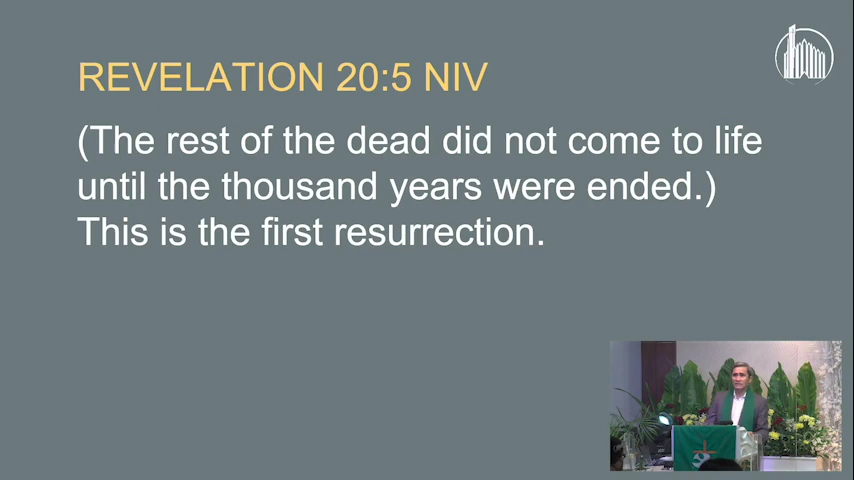 REVELATION 20:5 NIV
(The rest of the dead did not come to life
until the thousand years were ended.)
This is the first resurrection.